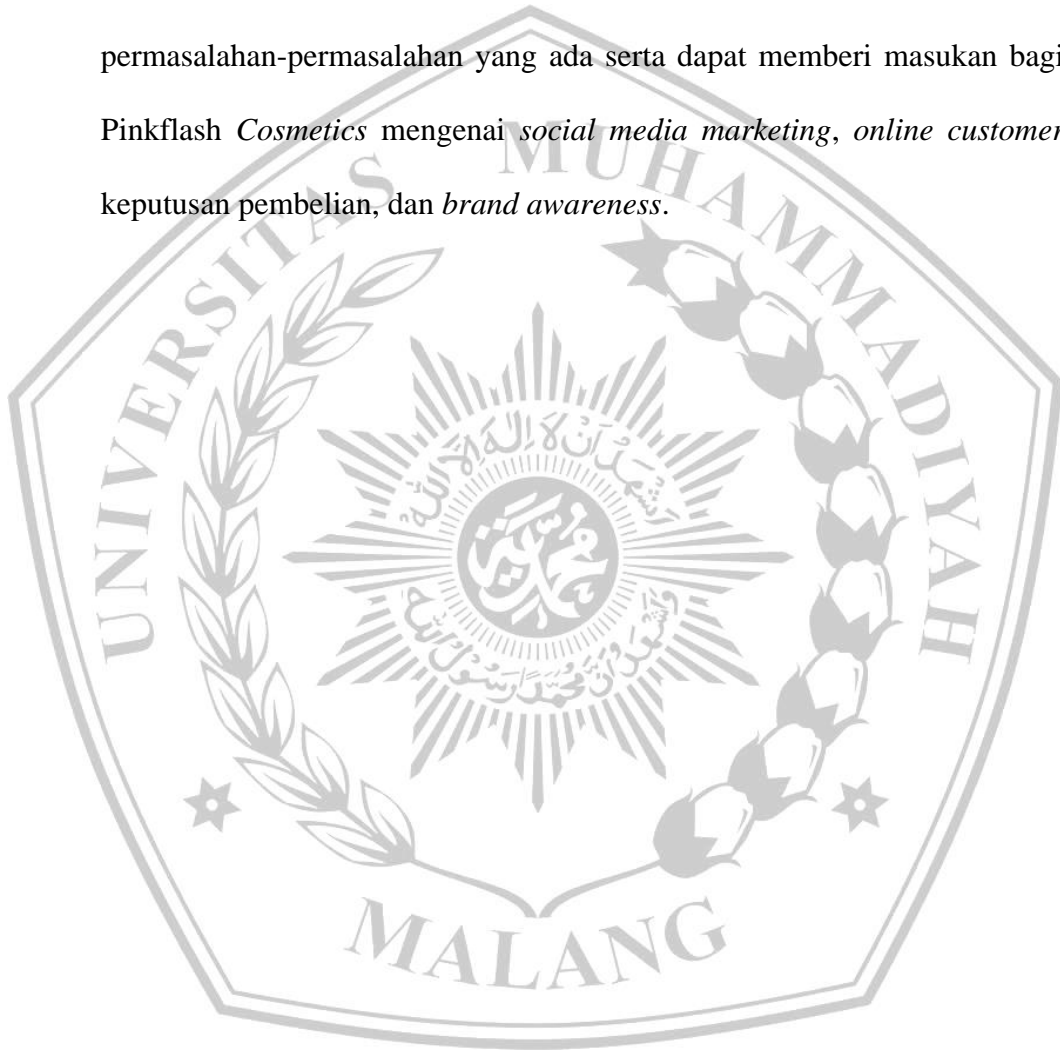 permasalahan-permasalahan yang ada serta dapat memberi masukan bagi
Pinkflash Cosmetics mengenai social media marketing, online customer
keputusan pembelian, dan brand awareness.
UNIVERSITAS MUHAMMADIYAH
MALANG